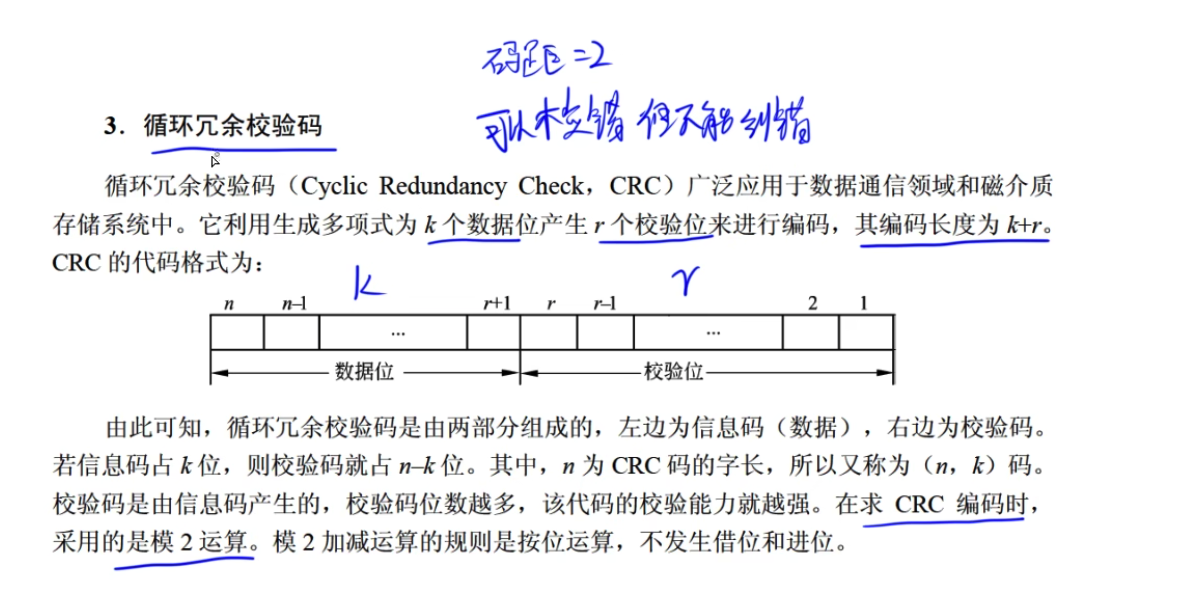 码距=2
可以检错 但不能纠错
3．循环冗余校验码
循环冗余校验码（Cyclic Redundancy Check，CRC）广泛应用于数据通信领域和磁介质
存储系统中。它利用生成多项式为 k 个数据位产生 r 个校验位来进行编码，其编码长度为 k+r。
CRC 的代码格式为：
k r
n n–1 r+1 r r–1 2 1
... ...
数据位 校验位
由此可知，循环冗余校验码是由两部分组成的，左边为信息码（数据），右边为校验码。
若信息码占 k 位，则校验码就占 n–k 位。其中，n 为 CRC 码的字长，所以又称为（n，k）码。
校验码是由信息码产生的，校验码位数越多，该代码的校验能力就越强。在求 CRC 编码时，
采用的是模 2 运算。模 2 加减运算的规则是按位运算，不发生借位和进位。